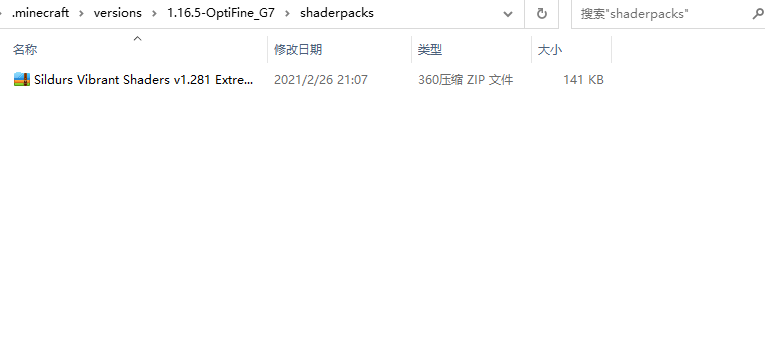 .minecraft › versions › 1.16.5-OptiFine_G7 › shaderpacks 搜索"shaderpacks"
名称 修改日期 类型 大小
Sildurs Vibrant Shaders v1.281 Extre... 2021/2/26 21:07 360压缩 ZIP 文件 141 KB